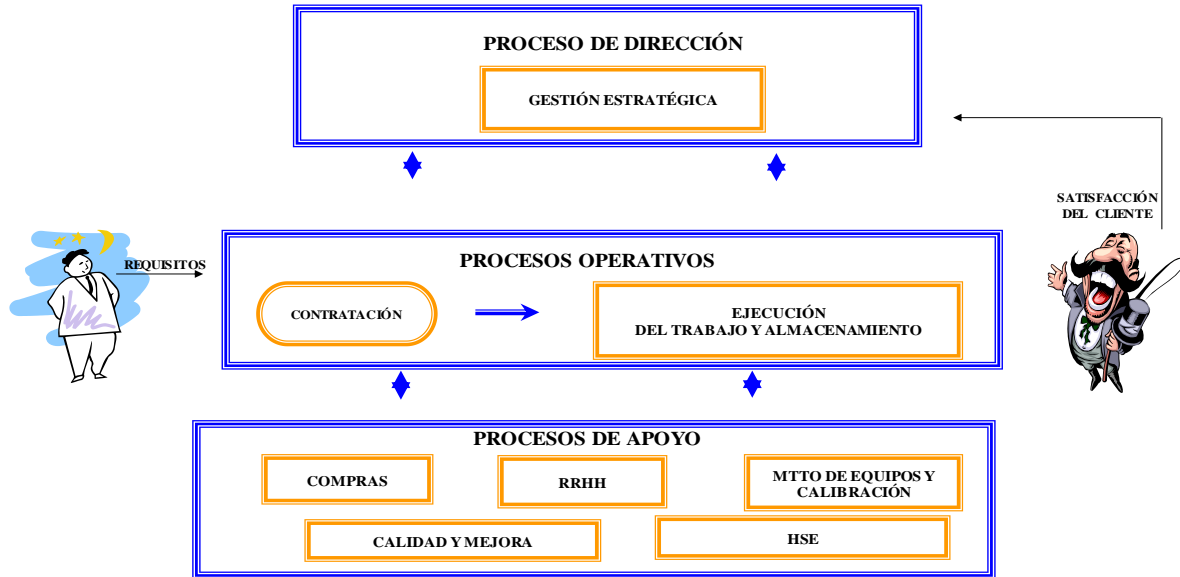 PROCESO DE DIRECCIÓN
GESTIÓN ESTRATÉGICA
SATISFACCIÓN
DEL CLIENTE
REQUISITOS
PROCESOS OPERATIVOS
CONTRATACIÓN
EJECUCIÓN
DEL TRABAJO Y ALMACENAMIENTO
PROCESOS DE APOYO
COMPRAS
RRHH
MTTO DE EQUIPOS Y
CALIBRACIÓN
CALIDAD Y MEJORA
HSE